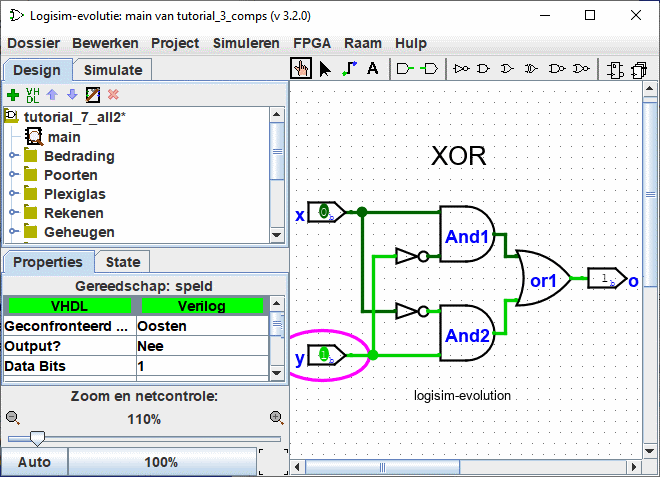 Logisim-evolutie: main van tutorial_3_comps (v 3.2.0)
Dossier Bewerken Project Simuleren FPGA Raam Hulp
Design Simulate
A
VH
DL
tutorial_7_all2*
main
Bedrading
Poorten
Plexiglas
Rekenen
Geheugen
Properties State
Gereedschap: speld
VHDL Verilog
Geconfronteerd ... Oosten
Output? Nee
Data Bits 1
Zoom en netcontrole:
110%
Auto 100%
XOR
x 0
And1
or1 1 o
And2
y 1
logisim-evolution